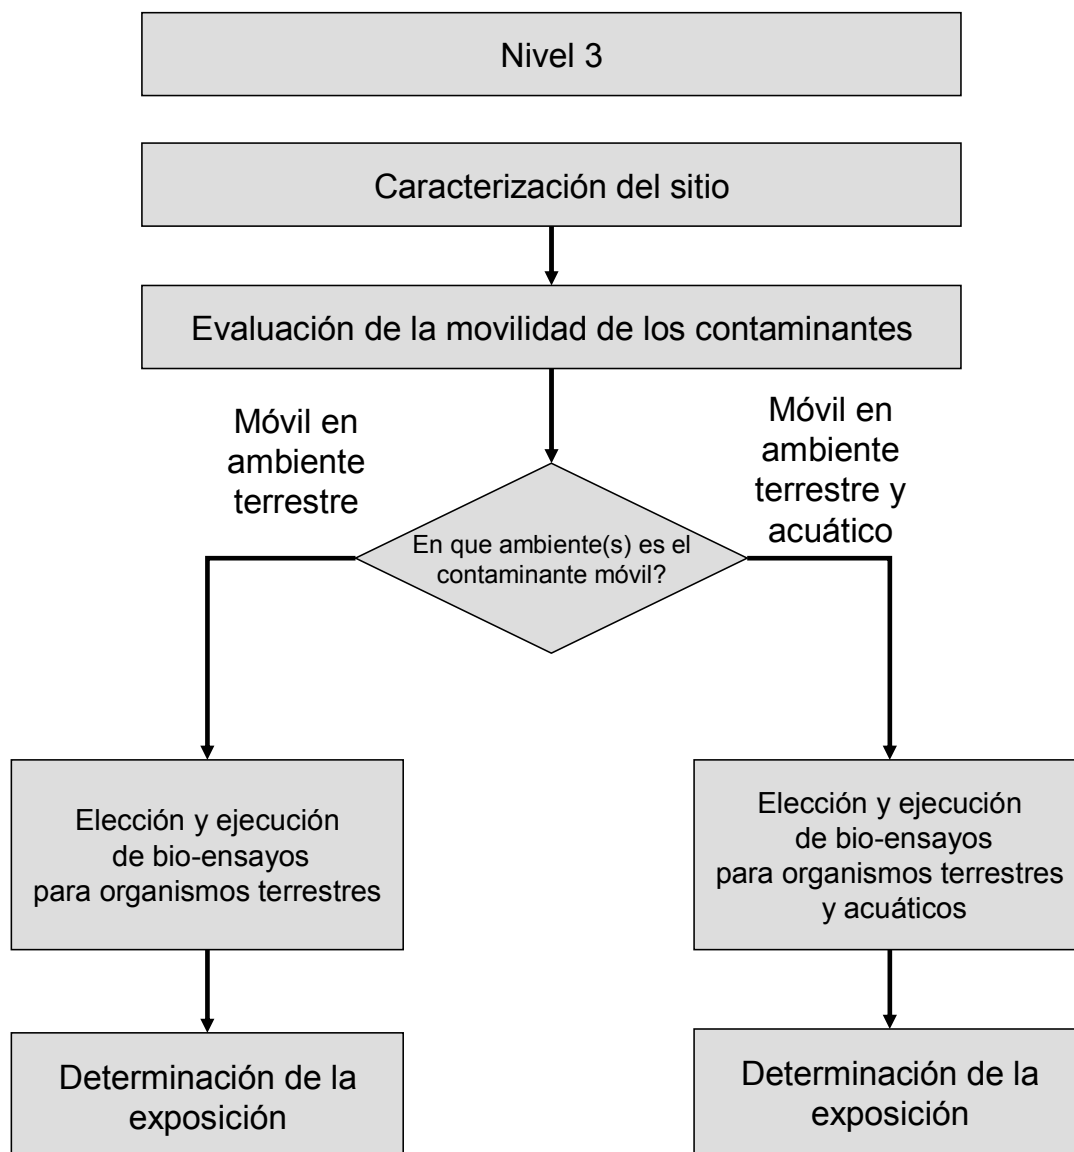 Nivel 3
Caracterización del sitio
Evaluación de la movilidad de los contaminantes
Móvil en
ambiente
terrestre
Móvil en
ambiente
terrestre y
acuático
En que ambiente(s) es el
contaminante móvil?
Elección y ejecución
de bio-ensayos
para organismos terrestres
Elección y ejecución
de bio-ensayos
para organismos terrestres
y acuáticos
Determinación de la
exposición
Determinación de la
exposición